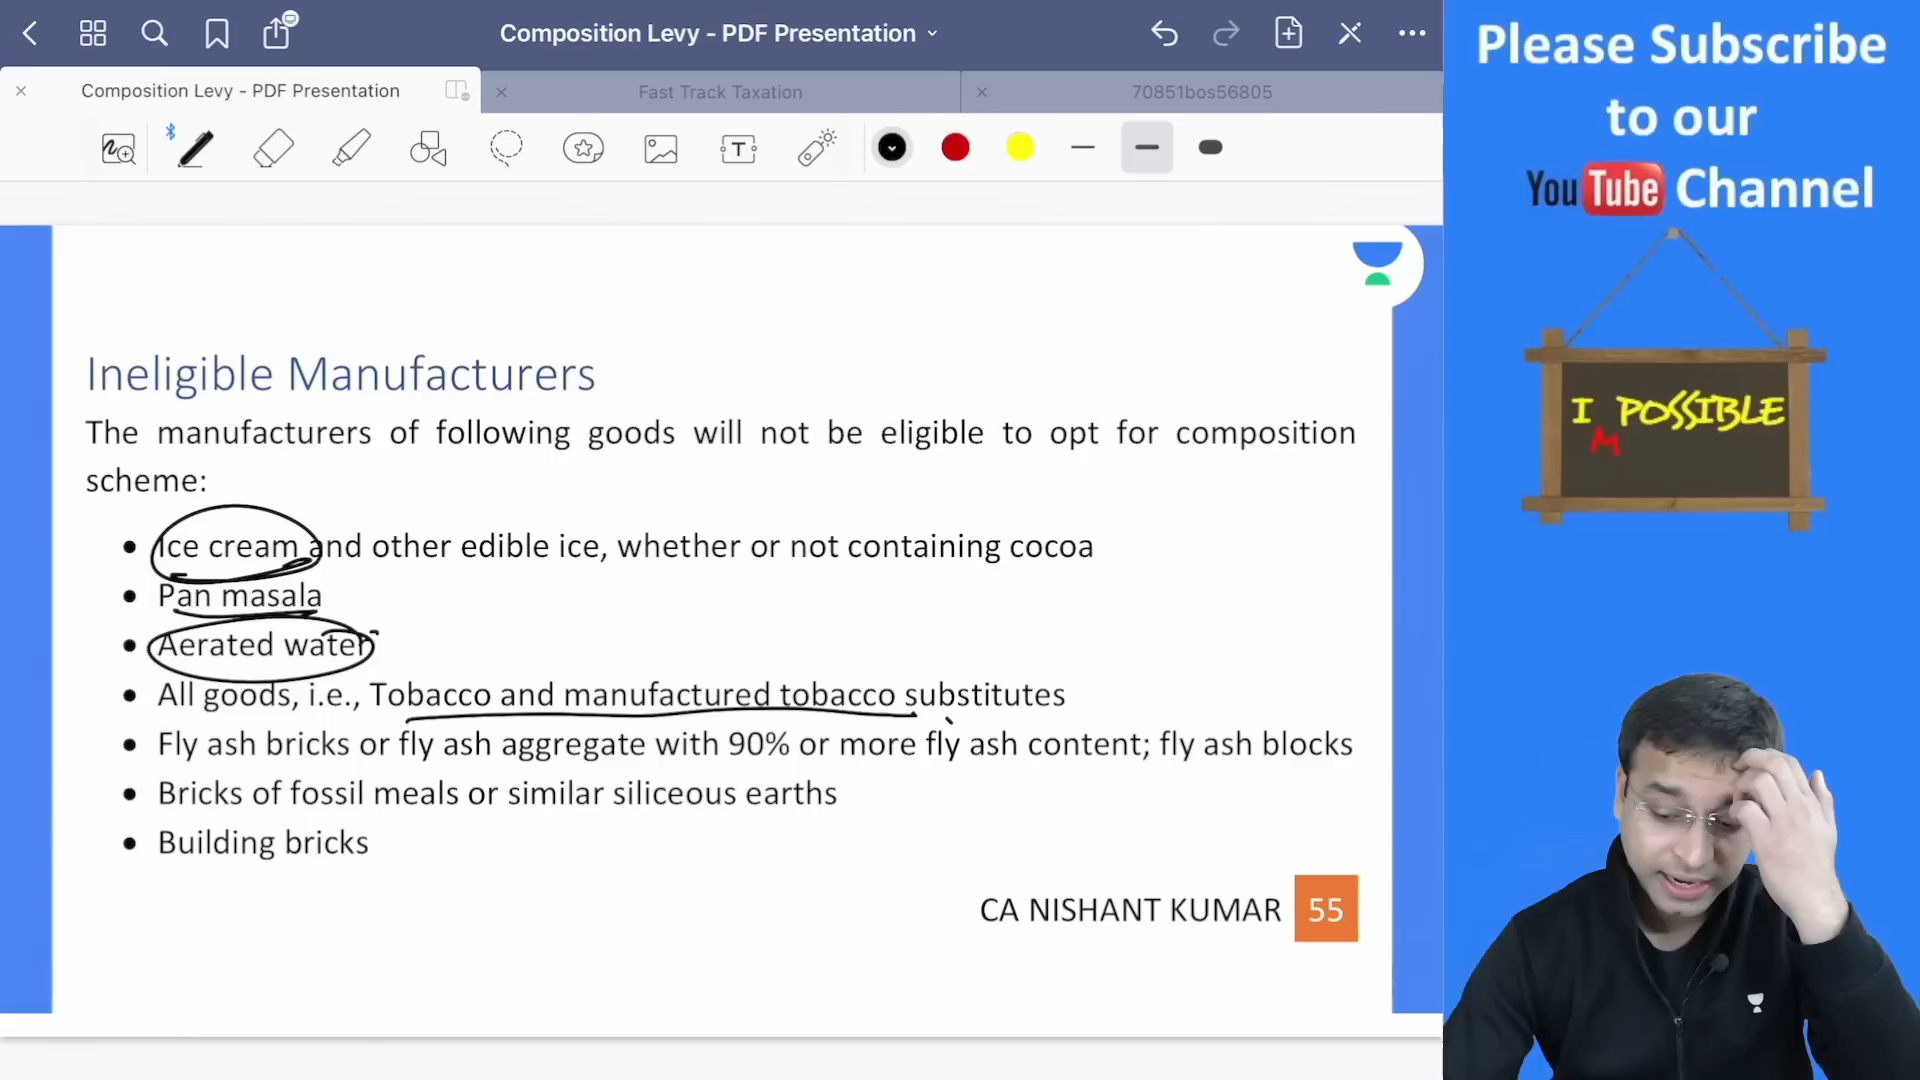 Composition Levy - PDF Presentation
Composition Levy - PDF Presentation
Fast Track Taxation
70851bos56805
T
Please Subscribe
to our
YouTube Channel
I POSSIBLE
M
Ineligible Manufacturers
The manufacturers of following goods will not be eligible to opt for composition
scheme:
• Ice cream and other edible ice, whether or not containing cocoa
• Pan masala
• Aerated water
• All goods, i.e., Tobacco and manufactured tobacco substitutes
• Fly ash bricks or fly ash aggregate with 90% or more fly ash content; fly ash blocks
• Bricks of fossil meals or similar siliceous earths
• Building bricks
CA NISHANT KUMAR 55